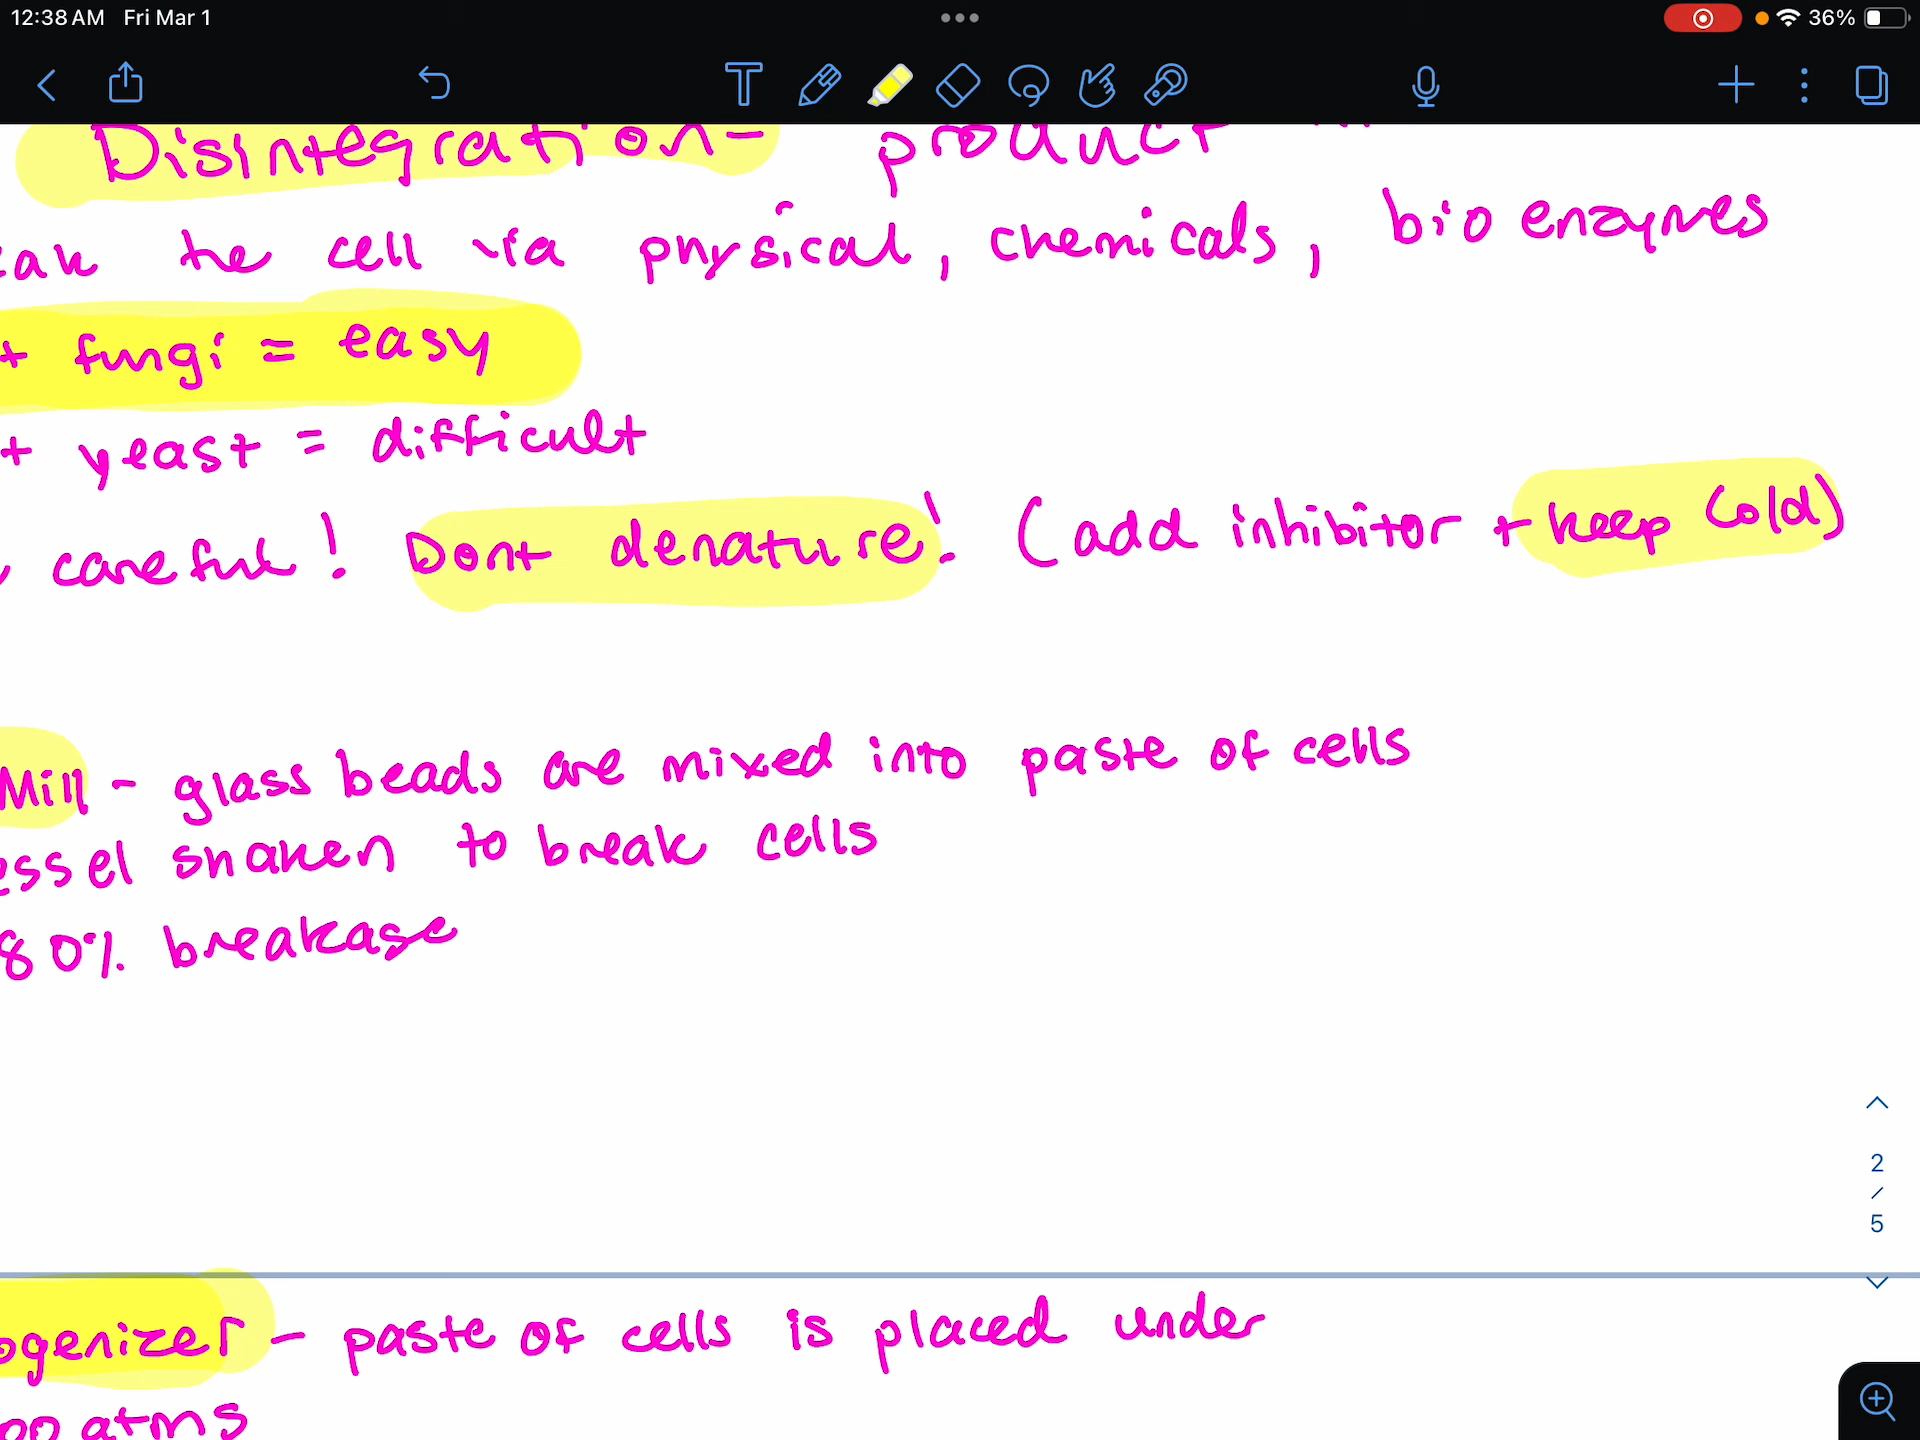 12:38 AM Fri Mar 1
36%
Disintegration- product
the cell via physical, chemicals, bio enzymes
+ fungi = easy
+ yeast = difficult
careful! Dont denature! (add inhibitor + keep cold)
Mill - glass beads are mixed into paste of cells
essel shaken to break cells
80% breakage
2
/
5
ogenizer - paste of cells is placed under
00 atms